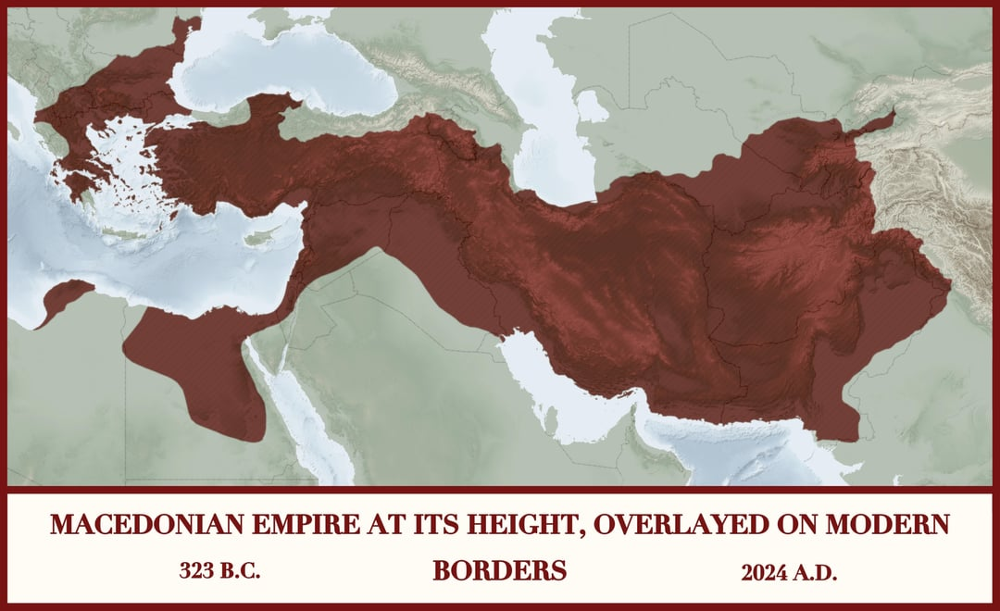 MACEDONIAN EMPIRE AT ITS HEIGHT, OVERLAYED ON MODERN
323 B.C. BORDERS 2024 A.D.